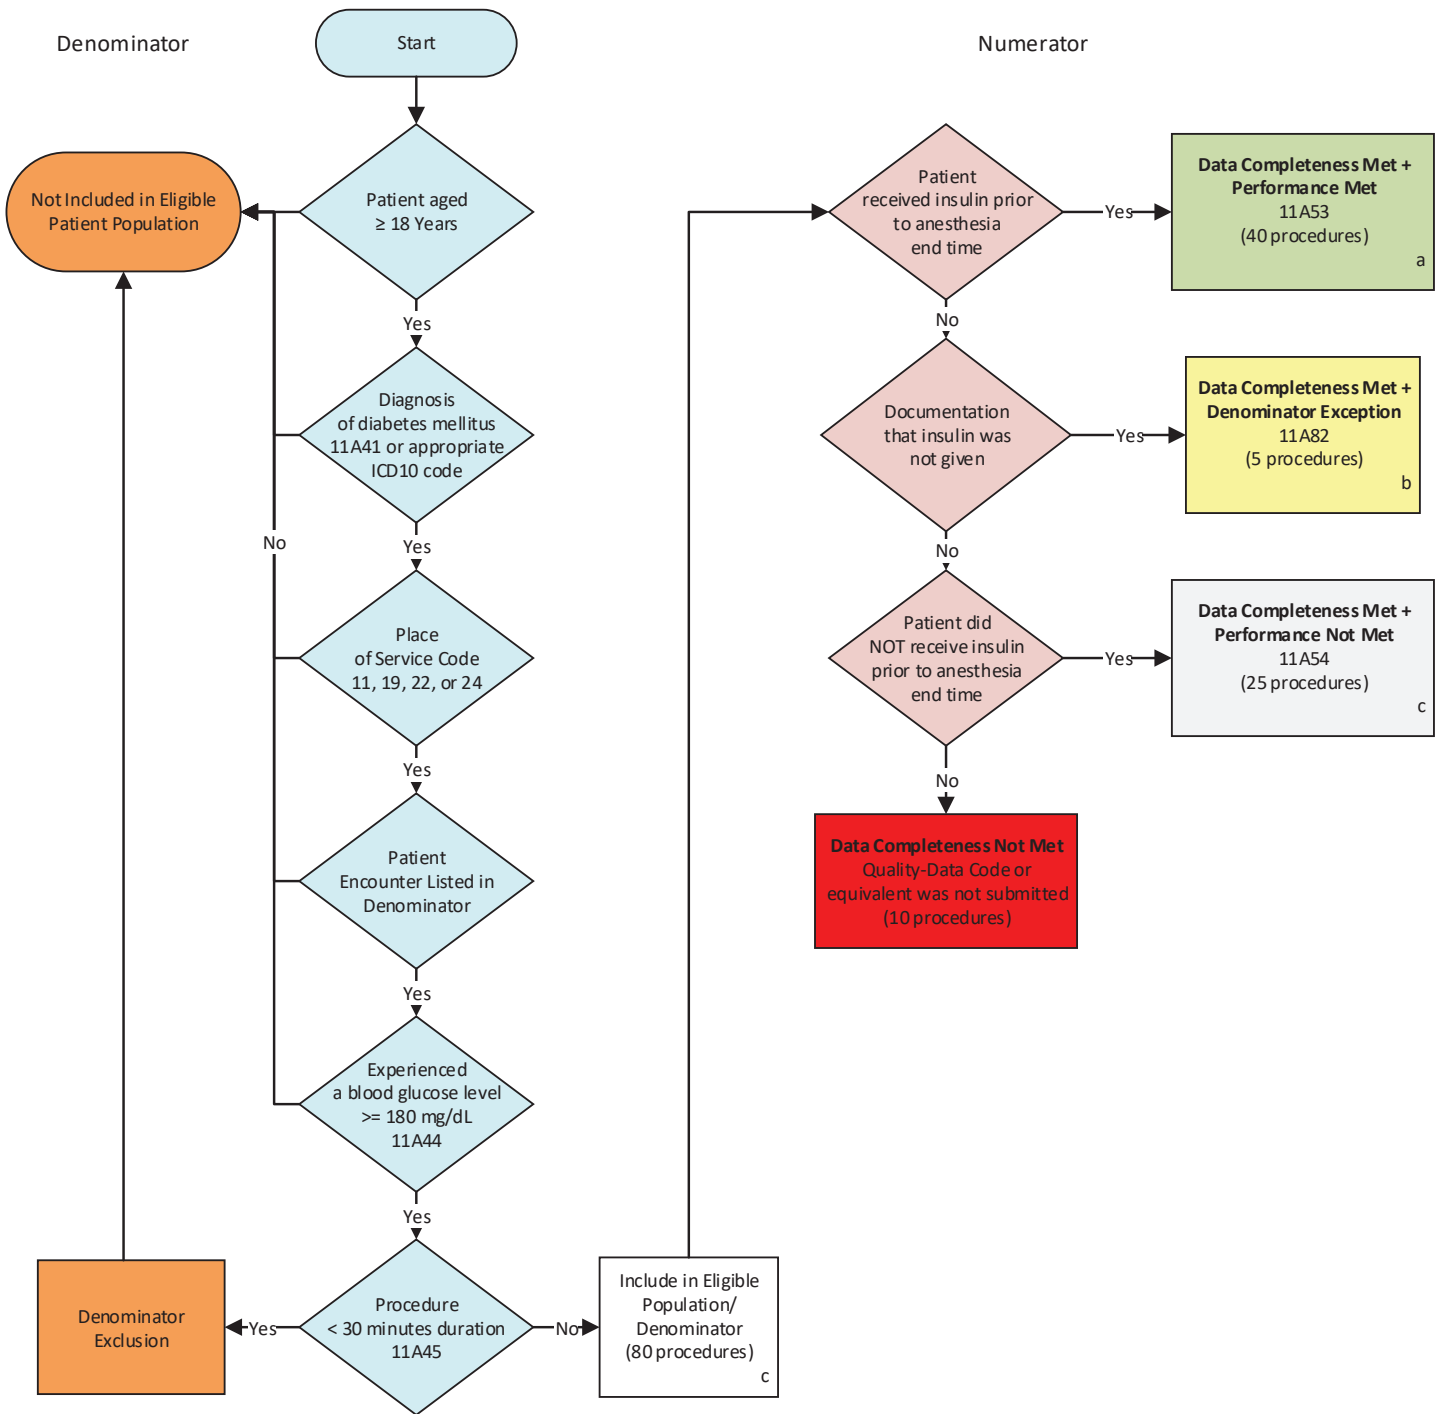 Denominator
Start
Numerator
Not Included in Eligible
Patient Population
Patient aged
≥ 18 Years
Yes
Diagnosis
of diabetes mellitus
11A41 or appropriate
ICD10 code
No
Yes
Place
of Service Code
11, 19, 22, or 24
Yes
Patient
Encounter Listed in
Denominator
Yes
Experienced
a blood glucose level
>= 180 mg/dL
11A44
Yes
Procedure
< 30 minutes duration
11A45
Yes
Denominator
Exclusion
No
Include in Eligible
Population/
Denominator
(80 procedures)
c
Patient
received insulin prior
to anesthesia
end time
Yes
Data Completeness Met +
Performance Met
11A53
(40 procedures)
a
No
Documentation
that insulin was
not given
Yes
Data Completeness Met +
Denominator Exception
11A82
(5 procedures)
b
No
Patient did
NOT receive insulin
prior to anesthesia
end time
Yes
Data Completeness Met +
Performance Not Met
11A54
(25 procedures)
c
No
Data Completeness Not Met
Quality-Data Code or
equivalent was not submitted
(10 procedures)